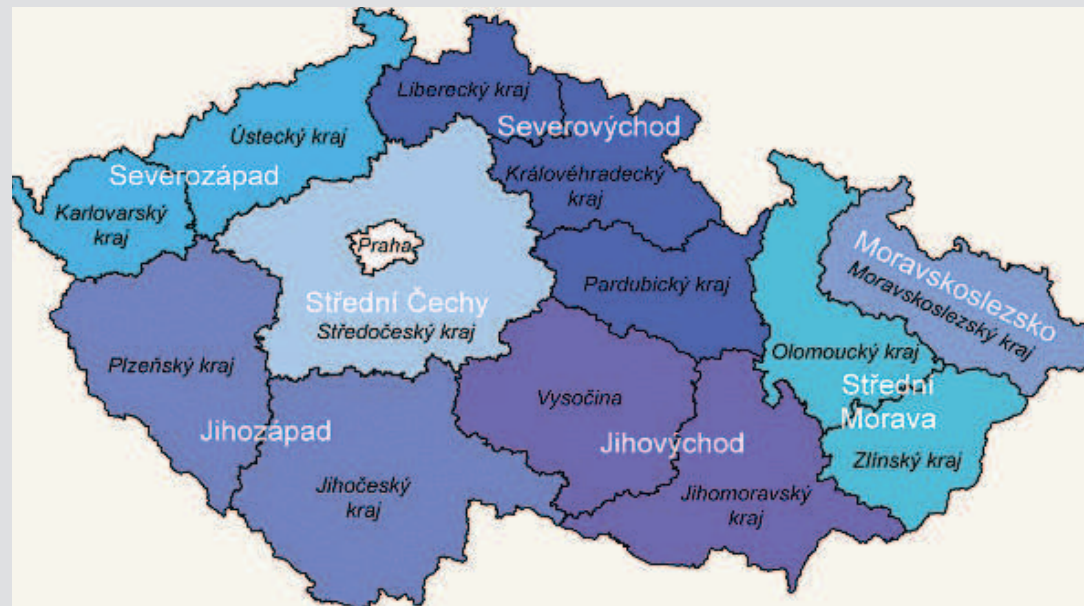 Liberecký kraj
Severovýchod
Ústecký kraj
Severozápad
Královéhradecký
kraj
Karlovarský
kraj
Praha
Moravskoslezsko
Moravskoslezský kraj
Pardubický kraj
Střední Čechy
Středočeský kraj
Plzeňský kraj
Olomoucký kraj
Střední
Morava
Vysočina
Jihozápad
Jihovýchod
Zlínský kraj
Jihočeský
kraj
Jihomoravský
kraj